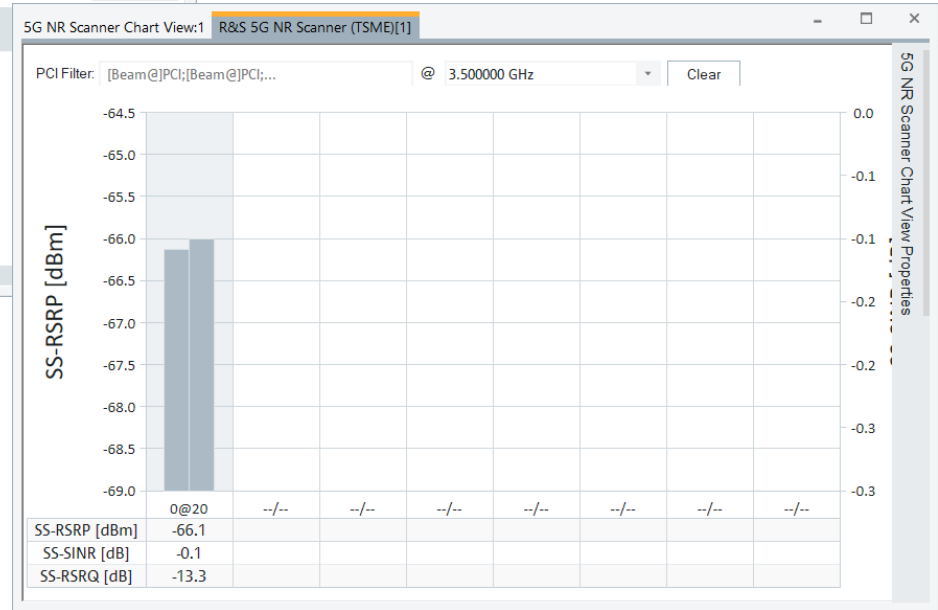 5G NR Scanner Chart View:1 R&S 5G NR Scanner (TSME)[1]
PCI Filter: [Beam@]PCI;[Beam@]PCI;... @ 3.500000 GHz Clear
5G NR Scanner Chart View Properties
SS-RSRP [dBm]
-64.5
-65.0
-65.5
-66.0
-66.5
-67.0
-67.5
-68.0
-68.5
-69.0
0.0
-0.1
-0.1
-0.2
-0.2
-0.3
-0.3
0@20 --/-- --/-- --/-- --/-- --/-- --/-- --/--
SS-RSRP [dBm] -66.1
SS-SINR [dB] -0.1
SS-RSRQ [dB] -13.3